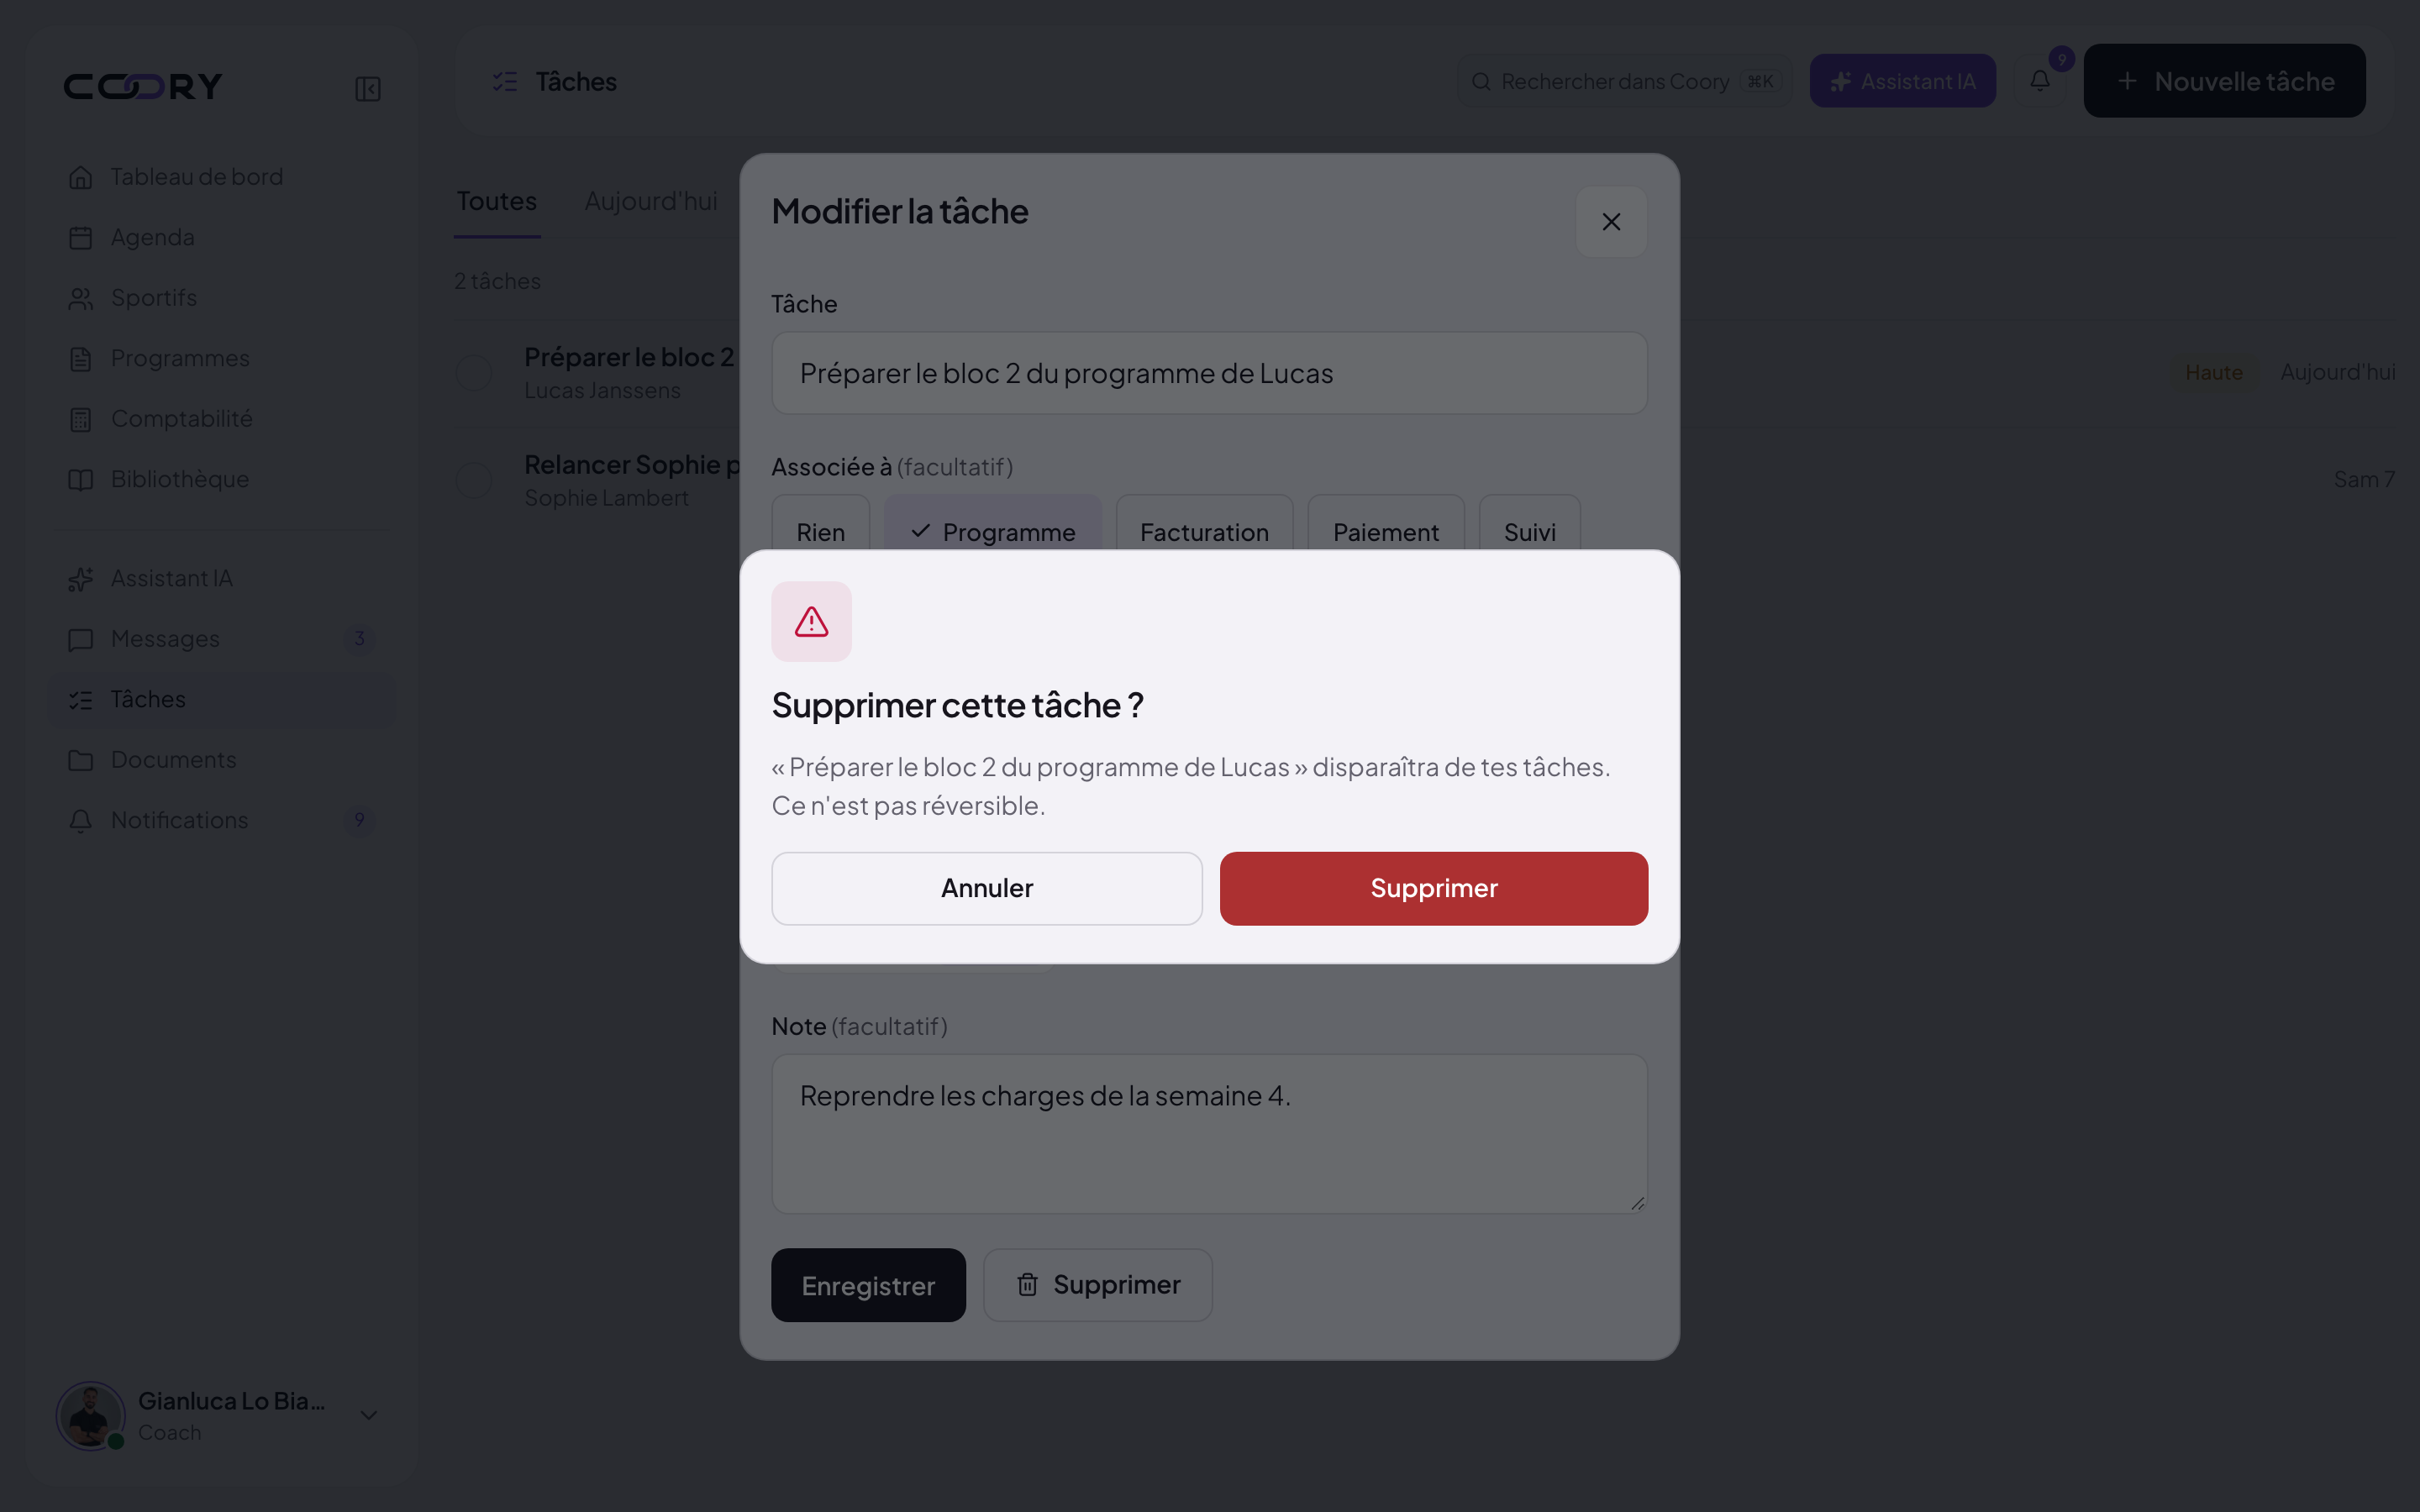 COORY
Tâches
Rechercher dans Coory ⌘K
Assistant IA
9
Nouvelle tâche
Tableau de bord
Agenda
Sportifs
Programmes
Comptabilité
Bibliothèque
Assistant IA
Messages 3
Tâches
Documents
Notifications 9
Gianluca Lo Bia...
Coach
Toutes Aujourd'hui
2 tâches
Préparer le bloc 2
Lucas Janssens
Haute Aujourd'hui
Relancer Sophie p
Sophie Lambert
Sam 7
Modifier la tâche
Tâche
Préparer le bloc 2 du programme de Lucas
Associée à (facultatif)
Rien Programme Facturation Paiement Suivi
Supprimer cette tâche ?
« Préparer le bloc 2 du programme de Lucas » disparaîtra de tes tâches.
Ce n'est pas réversible.
Annuler Supprimer
Note (facultatif)
Reprendre les charges de la semaine 4.
Enregistrer Supprimer